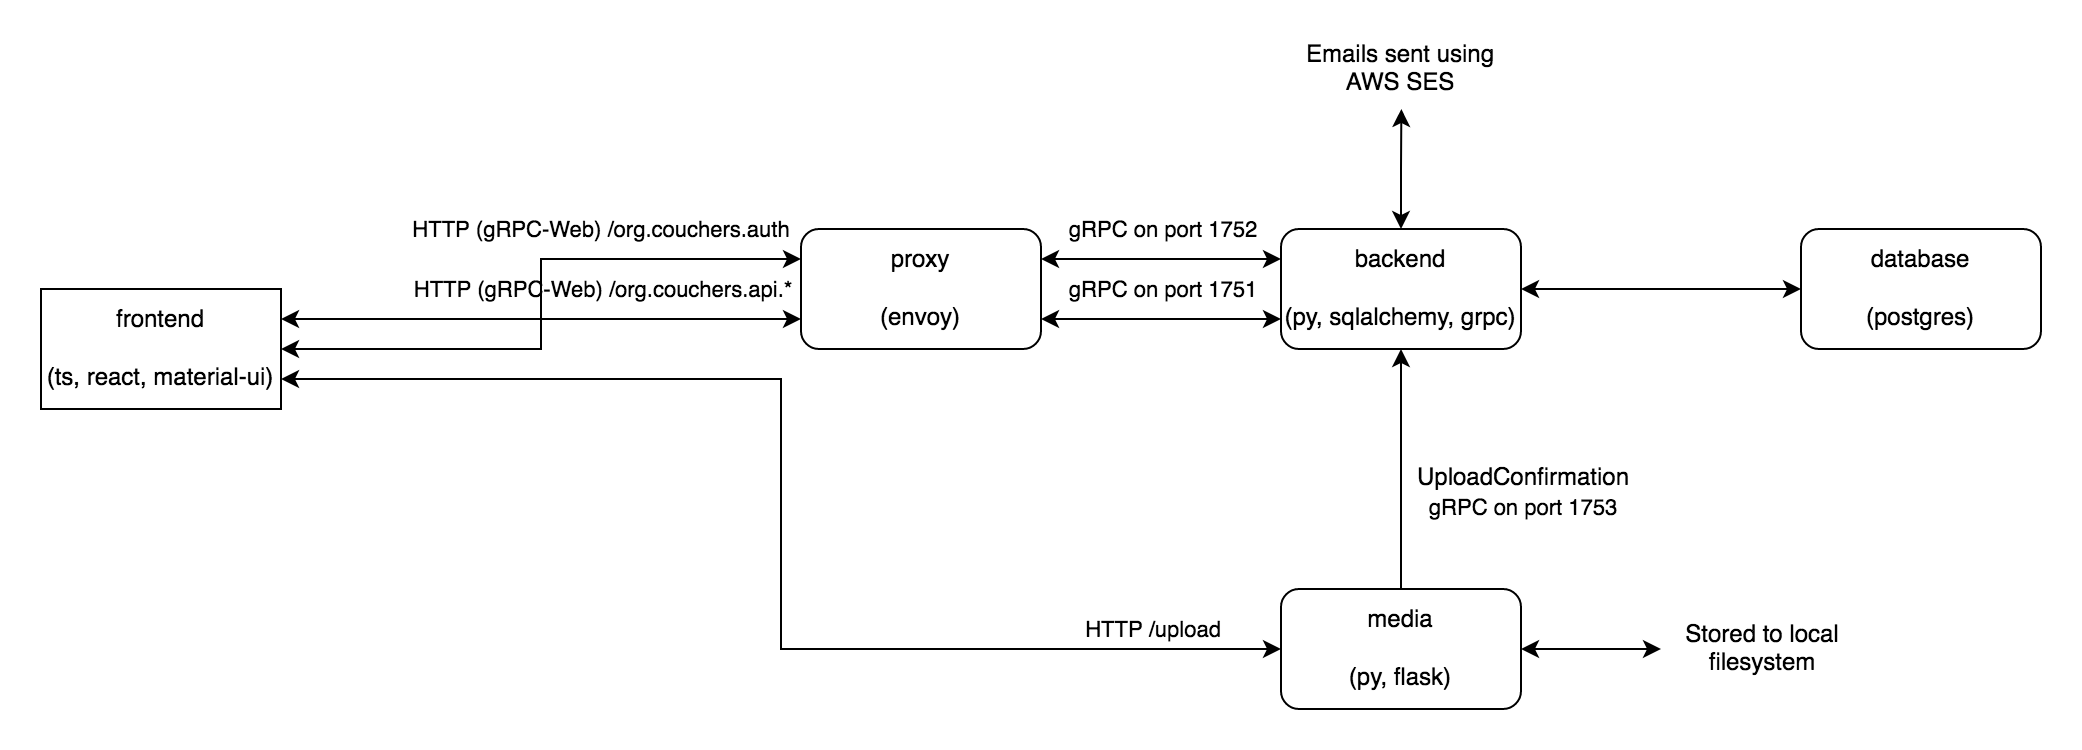 Emails sent using
AWS SES
HTTP (gRPC-Web) /org.couchers.auth
HTTP (gRPC-Web) /org.couchers.api.*
frontend
(ts, react, material-ui)
proxy
(envoy)
gRPC on port 1752
gRPC on port 1751
backend
(py, sqlalchemy, grpc)
database
(postgres)
UploadConfirmation
gRPC on port 1753
HTTP /upload
media
(py, flask)
Stored to local
filesystem